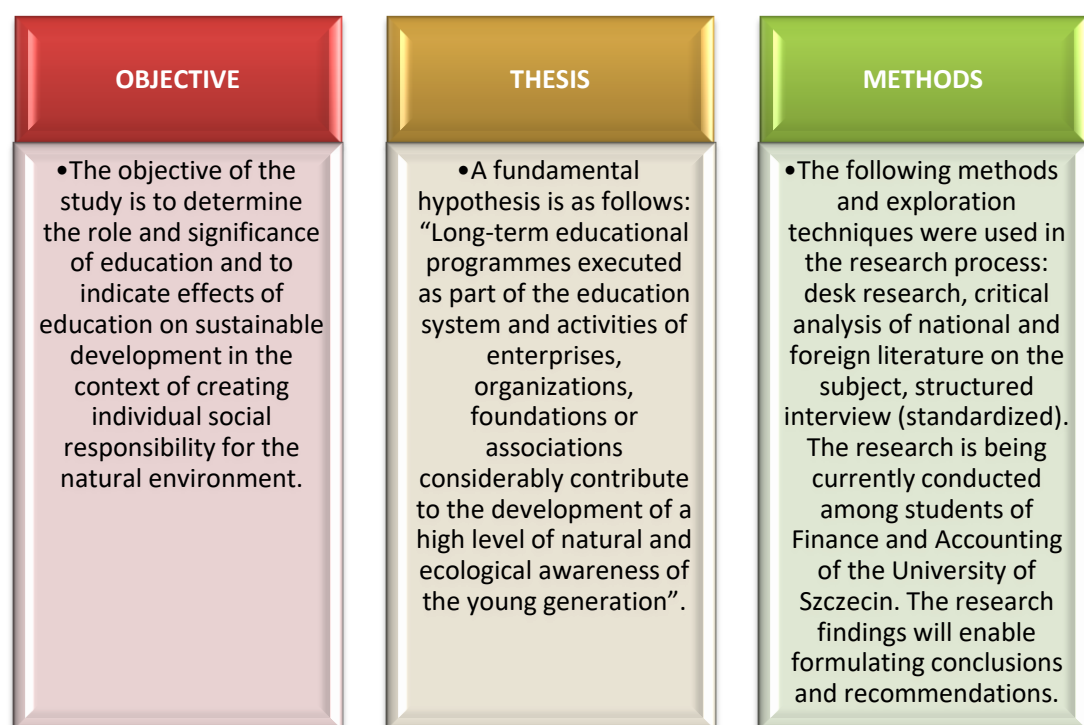 OBJECTIVE
•The objective of the
study is to determine
the role and significance
of education and to
indicate effects of
education on sustainable
development in the
context of creating
individual social
responsibility for the
natural environment.
THESIS
•A fundamental
hypothesis is as follows:
“Long-term educational
programmes executed
as part of the education
system and activities of
enterprises,
organizations,
foundations or
associations
considerably contribute
to the development of a
high level of natural and
ecological awareness of
the young generation”.
METHODS
•The following methods
and exploration
techniques were used in
the research process:
desk research, critical
analysis of national and
foreign literature on the
subject, structured
interview (standardized).
The research is being
currently conducted
among students of
Finance and Accounting
of the University of
Szczecin. The research
findings will enable
formulating conclusions
and recommendations.